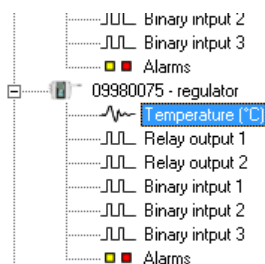 Binary intput 2
Binary intput 3
Alarms
09980075 - regulator
Temperature (°C)
Relay output 1
Relay output 2
Binary intput 1
Binary intput 2
Binary intput 3
Alarms